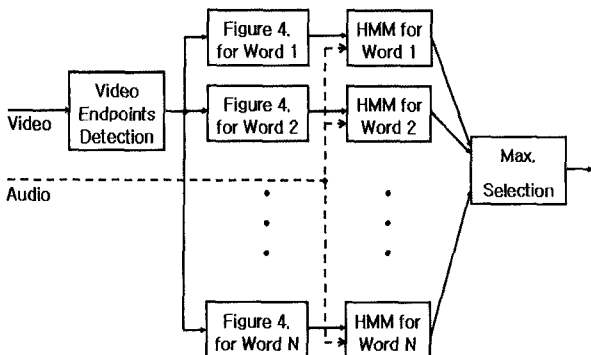 Figure 4,
for Word 1
HMM for
Word 1
Video
Endpoints
Detection
Video
Figure 4,
for Word 2
HMM for
Word 2
Max,
Selection
Audio
Figure 4,
for Word N
HMM for
Word N